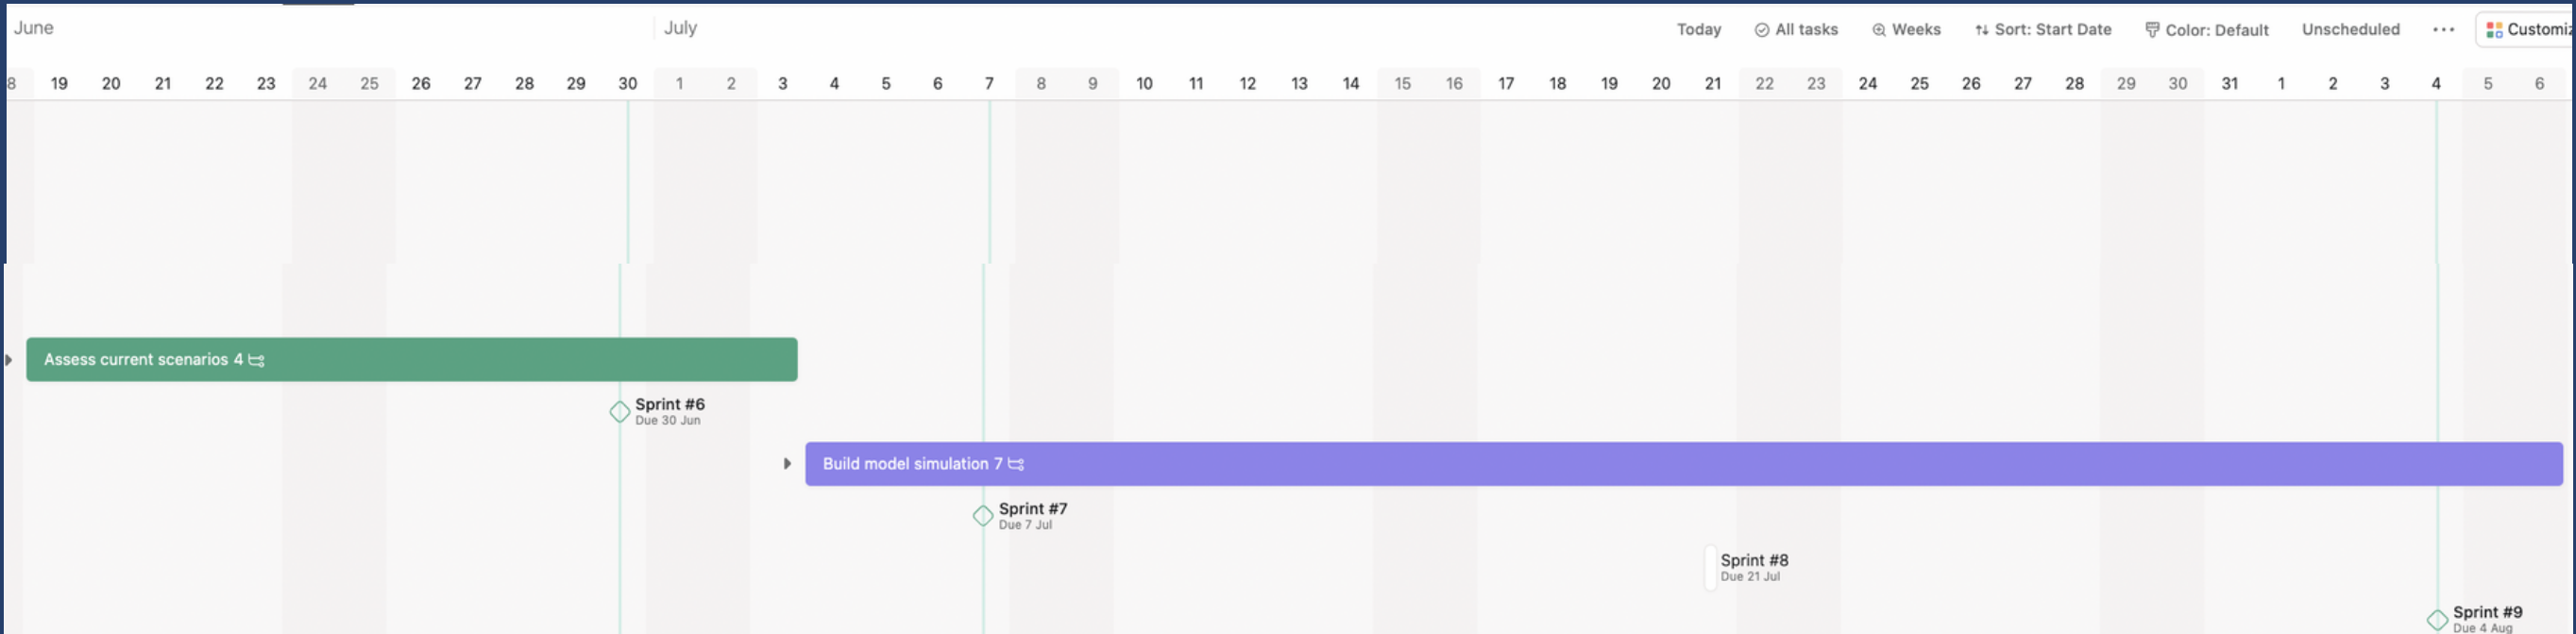 June July Today All tasks Weeks Sort: Start Date Color: Default Unscheduled ... Customiz
8 19 20 21 22 23 24 25 26 27 28 29 30 1 2 3 4 5 6 7 8 9 10 11 12 13 14 15 16 17 18 19 20 21 22 23 24 25 26 27 28 29 30 31 1 2 3 4 5 6
Assess current scenarios 4
Sprint #6
Due 30 Jun
Build model simulation 7
Sprint #7
Due 7 Jul
Sprint #8
Due 21 Jul
Sprint #9
Due 4 Aug